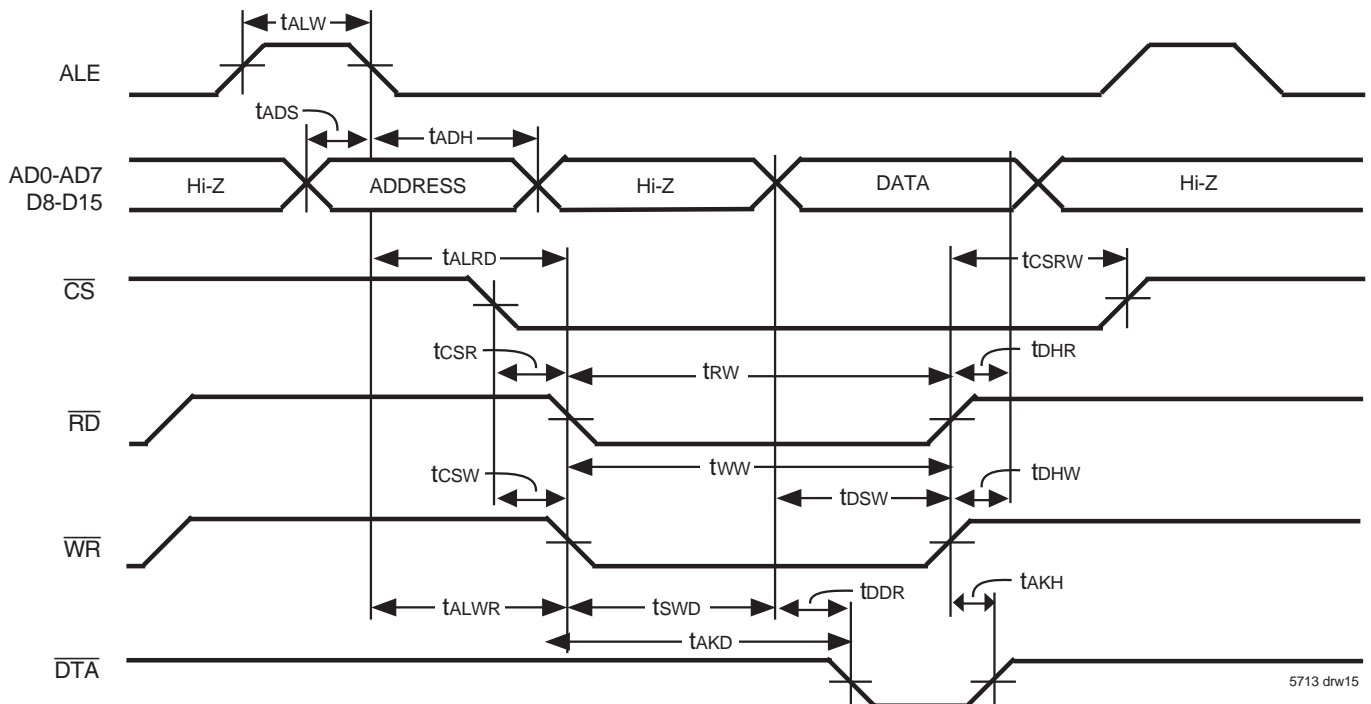 tALW
ALE
tADS
tADH
AD0-AD7
D8-D15
Hi-Z
ADDRESS
Hi-Z
DATA
Hi-Z
tALRD
tCSRW
CS
tCSR
tRW
tDHR
RD
tCSW
tWW
tDSW
tDHW
WR
tALWR
tSWD
tDDR
tAKH
tAKD
DTA
5713 drw15